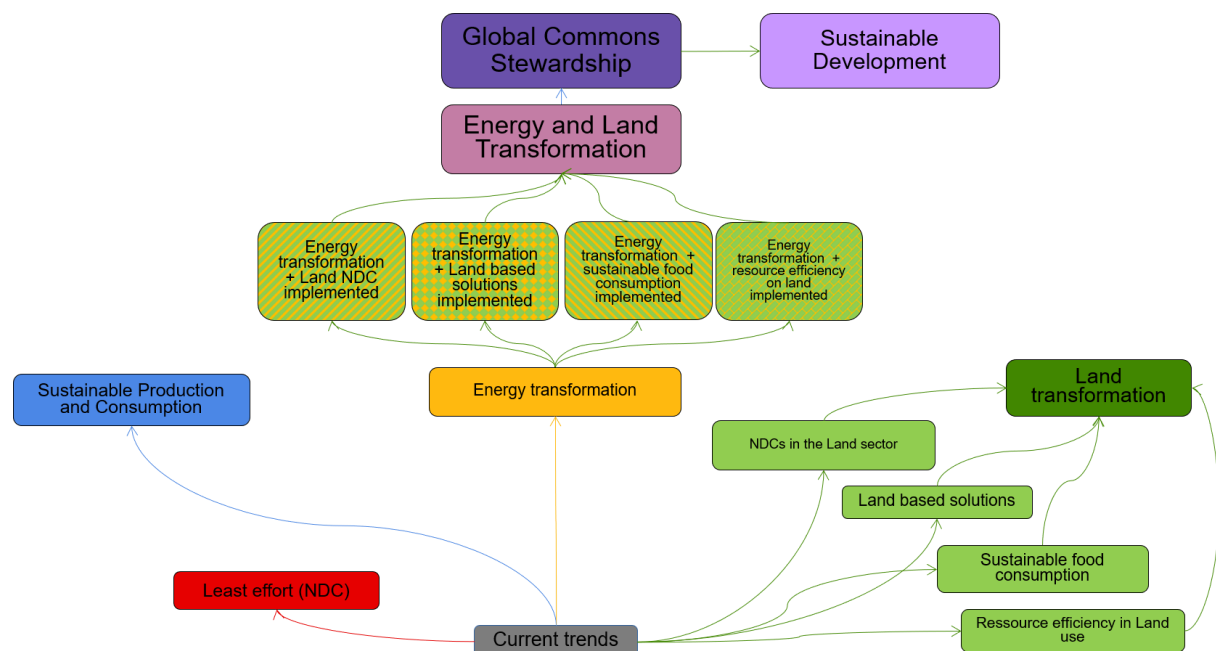 Global Commons
Stewardship
Sustainable
Development
Energy and Land
Transformation
Energy
transformation
+ Land NDC
implemented
Energy
transformation
+ Land based
solutions
implemented
Energy
transformation +
sustainable food
consumption
implemented
Energy
transformation +
resource efficiency
on land
implemented
Sustainable Production
and Consumption
Energy transformation
Land
transformation
NDCs in the Land sector
Land based solutions
Sustainable food
consumption
Least effort (NDC)
Current trends
Ressource efficiency in Land
use